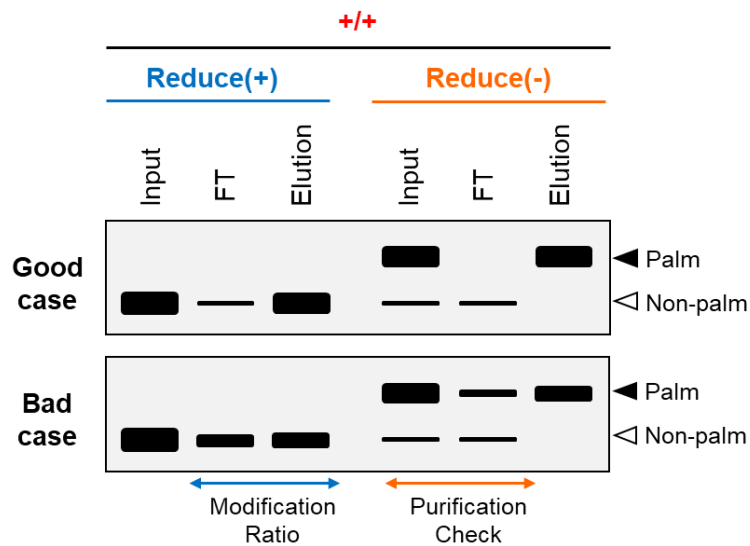 +/+
Reduce(+)
Reduce(-)
Input
FT
Elution
Input
FT
Elution
Good
case
Palm
Non-palm
Bad
case
Palm
Non-palm
Modification
Ratio
Purification
Check